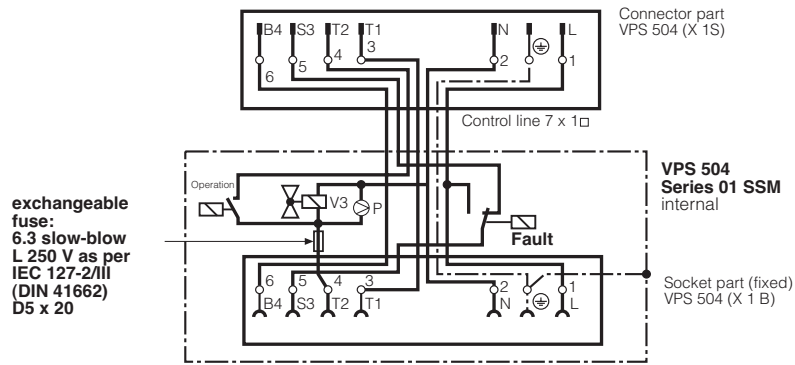 B4 S3 T2 T1 N L
3
4 2 1
5
6
Connector part
VPS 504 (X 1S)
Control line 7 x 1□
Operation
V3
P
Fault
VPS 504
Series 01 SSM
internal
exchangeable
fuse:
6.3 slow-blow
L 250 V as per
IEC 127-2/III
(DIN 41662)
D5 x 20
6 5 4 3 2 1
B4 S3 T2 T1 N L
Socket part (fixed)
VPS 504 (X 1 B)